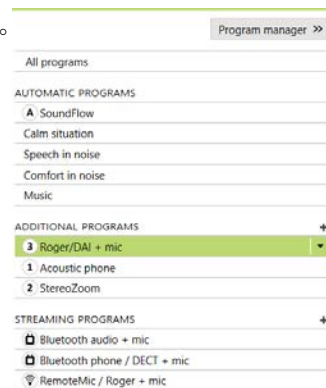 Program manager »
All programs
AUTOMATIC PROGRAMS
A SoundFlow
Calm situation
Speech in noise
Comfort in noise
Music
ADDITIONAL PROGRAMS +
3 Roger/DAI + mic
1 Acoustic phone
2 StereoZoom
STREAMING PROGRAMS +
Bluetooth audio + mic
Bluetooth phone / DECT + mic
RemoteMic / Roger + mic